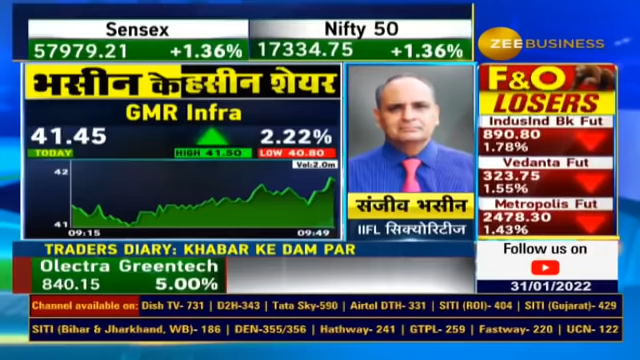 Sensex
57979.21 +1.36%
Nifty 50
17334.75 +1.36%
ZEEBUSINESS
भसीन के हसीन शेयर
GMR Infra
41.45 2.22%
TODAY HIGH 41.50 LOW 40.80
Vol:2.0m
42
41
09:15 09:49
संजीव भसीन
IIFL सिक्योरिटीज
F&O
LOSERS
IndusInd Bk Fut
890.80
1.78%
Vedanta Fut
323.75
1.55%
Metropolis Fut
2478.30
1.43%
TRADERS DIARY: KHABAR KE DAM PAR
Olectra Greentech
840.15 5.00%
Follow us on
31/01/2022
Channel available on: Dish TV- 731 | D2H-343 | Tata Sky-590 | Airtel DTH- 331 | SITI (ROI)- 404 | SITI (Gujarat)- 429
SITI (Bihar & Jharkhand, WB)- 186 | DEN-355/356 | Hathway- 241 | GTPL- 259 | Fastway- 220 | UCN- 122